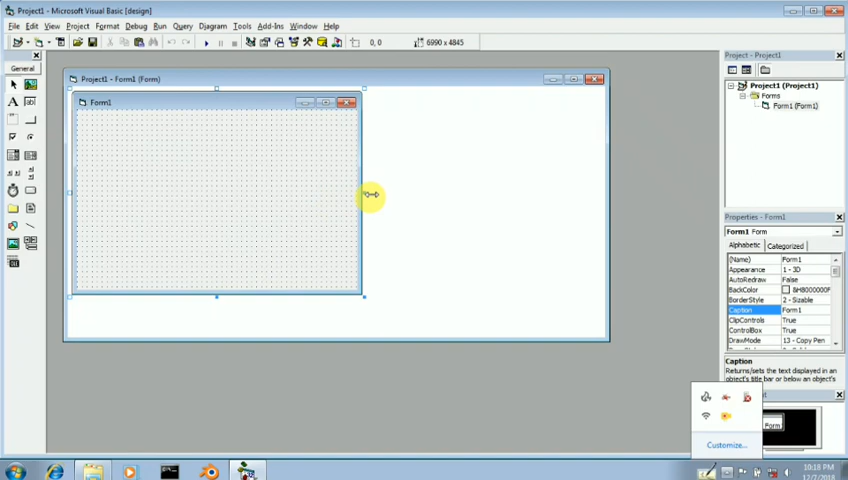 Project1 - Microsoft Visual Basic [design]
File Edit View Project Format Debug Run Query Diagram Tools Add-Ins Window Help
0, 0
6990 x 4845
General
A
ab|
Project1 - Form1 (Form)
Form1
Project - Project1
Project1 (Project1)
Forms
Form1 (Form1)
Properties - Form1
Form1 Form
Alphabetic Categorized
(Name) Form1
Appearance 1 - 3D
AutoRedraw False
BackColor &H8000000F
BorderStyle 2 - Sizable
Caption Form1
ClipControls True
ControlBox True
DrawMode 13 - Copy Pen
Caption
Returns/sets the text displayed in an
object's title bar or below an object's
Form
Customize...
10:18 PM
12/7/2018